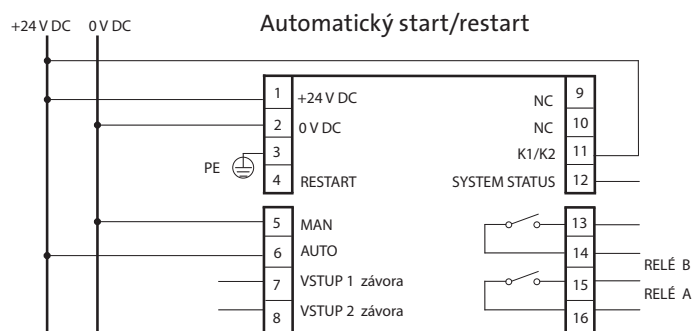 Automatický start/restart
+24 V DC 0 V DC
1 +24 V DC NC 9
2 0 V DC NC 10
3 K1/K2 11
PE
4 RESTART SYSTEM STATUS 12
5 MAN 13
6 AUTO 14
7 VSTUP 1 závora 15
8 VSTUP 2 závora 16
RELÉ B
RELÉ A